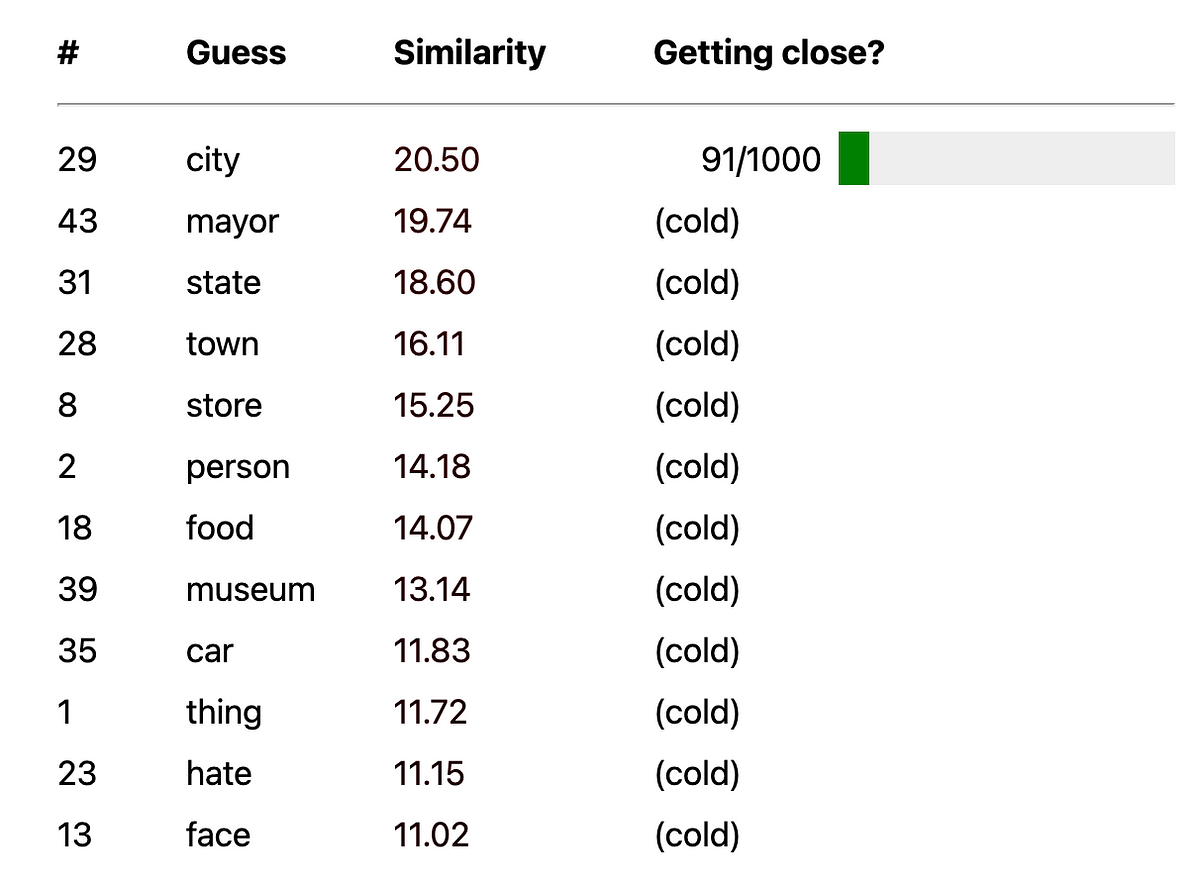 # Guess Similarity Getting close?
29 city 20.50 91/1000
43 mayor 19.74 (cold)
31 state 18.60 (cold)
28 town 16.11 (cold)
8 store 15.25 (cold)
2 person 14.18 (cold)
18 food 14.07 (cold)
39 museum 13.14 (cold)
35 car 11.83 (cold)
1 thing 11.72 (cold)
23 hate 11.15 (cold)
13 face 11.02 (cold)